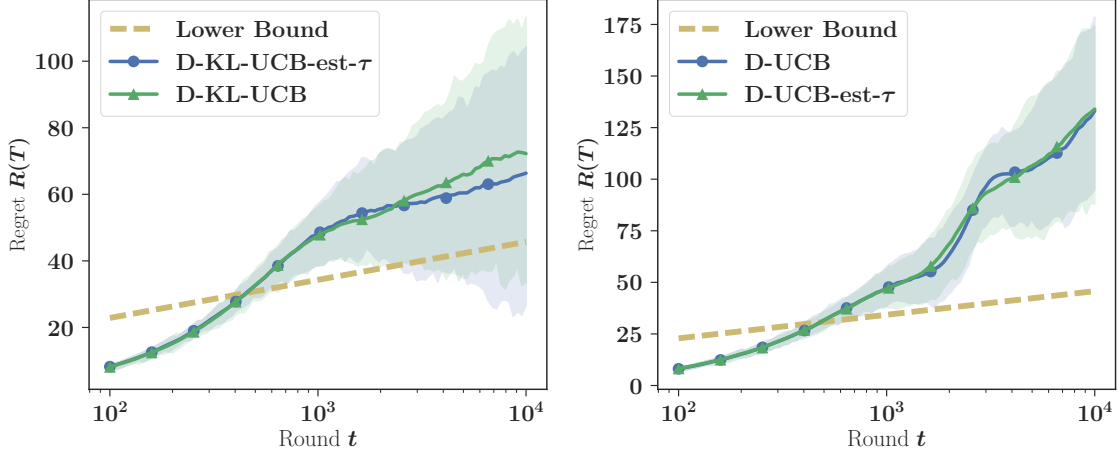 Lower Bound
D-KL-UCB-est-τ
D-KL-UCB
100
80
60
40
20
Regret R(T)
10²
10³
10⁴
Round t
Lower Bound
D-UCB
D-UCB-est-τ
175
150
125
100
75
50
25
0
Regret R(T)
10²
10³
10⁴
Round t